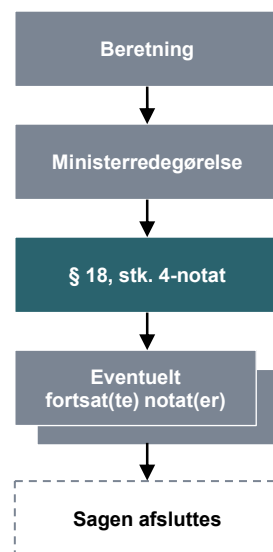 Beretning
Ministerredegørelse
§ 18, stk. 4-notat
Eventuelt
fortsat(te) notat(er)
Sagen afsluttes